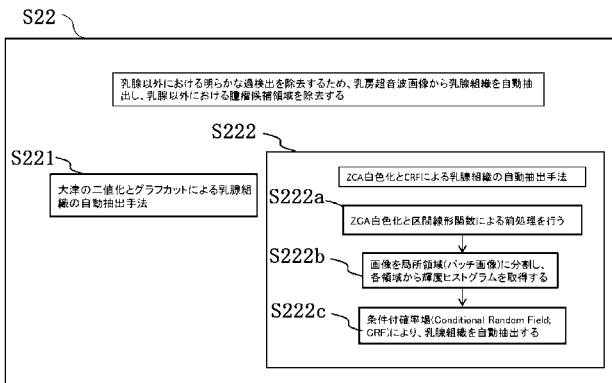 S22
乳腺以外における明らかな過検出を除去するため、乳房超音波画像から乳腺組織を自動抽
出し、乳腺以外における腫瘤候補領域を除去する
S222
S221
大津の二値化とグラフカットによる乳腺組
織の自動抽出手法
ZCA白色化とCRFによる乳腺組織の自動抽出手法
S222a
ZCA白色化と区間線形関数による前処理を行う
S222b
画像を局所領域(パッチ画像)に分割し、
各領域から輝度ヒストグラムを取得する
S222c
条件付確率場(Conditional Random Field;
CRF)により、乳腺組織を自動抽出する